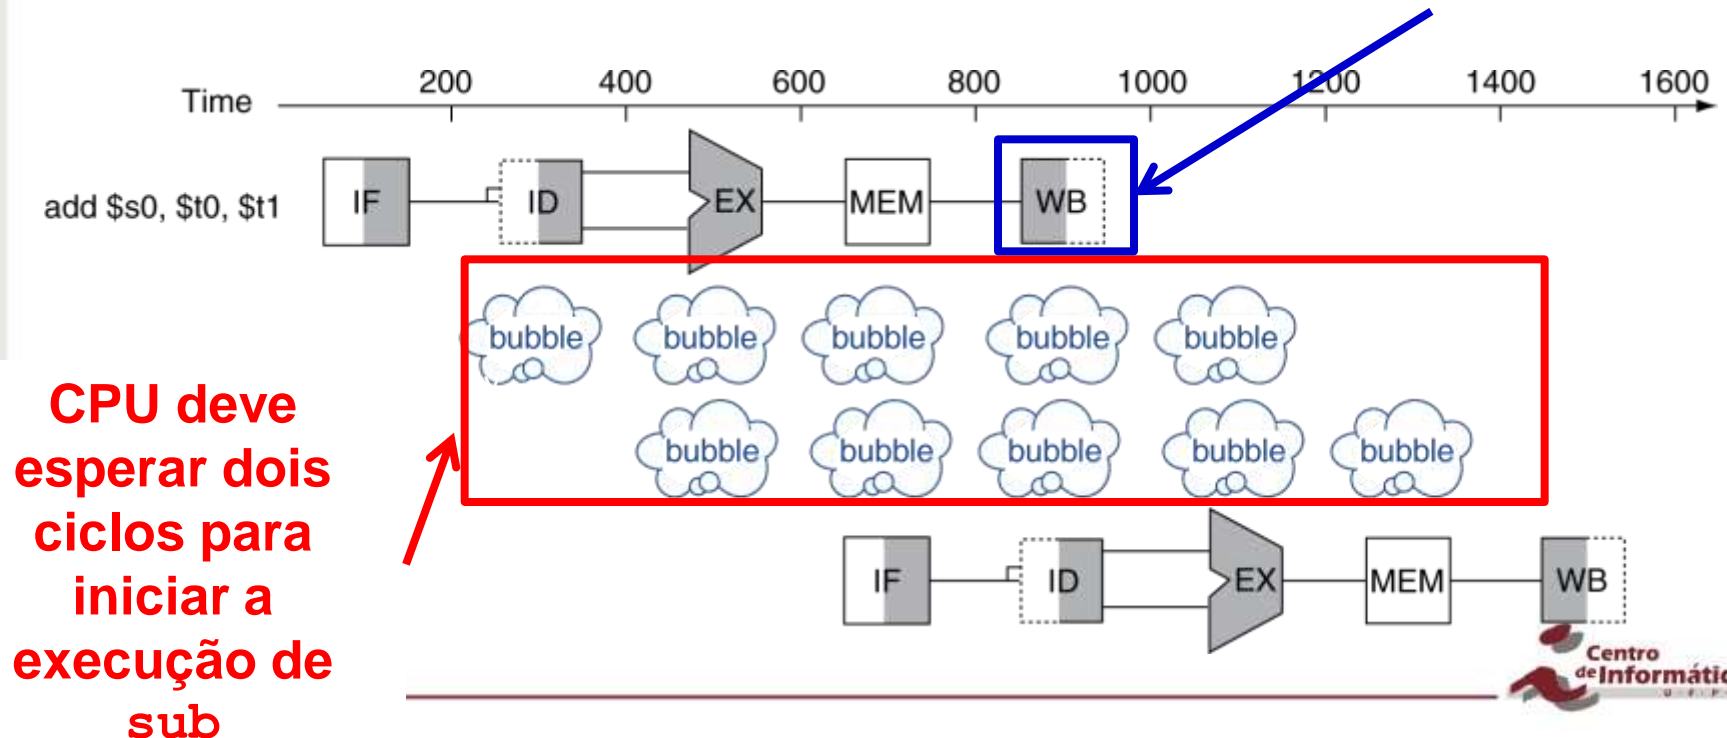 200 400 600 800 1000 1200 1400 1600
Time
add $s0, $t0, $t1 IF ID EX MEM WB
bubble bubble bubble bubble bubble
bubble bubble bubble bubble bubble
CPU deve
esperar dois
ciclos para
iniciar a
execução de
sub
IF ID EX MEM WB
Centro
de Informátic
U · F · P